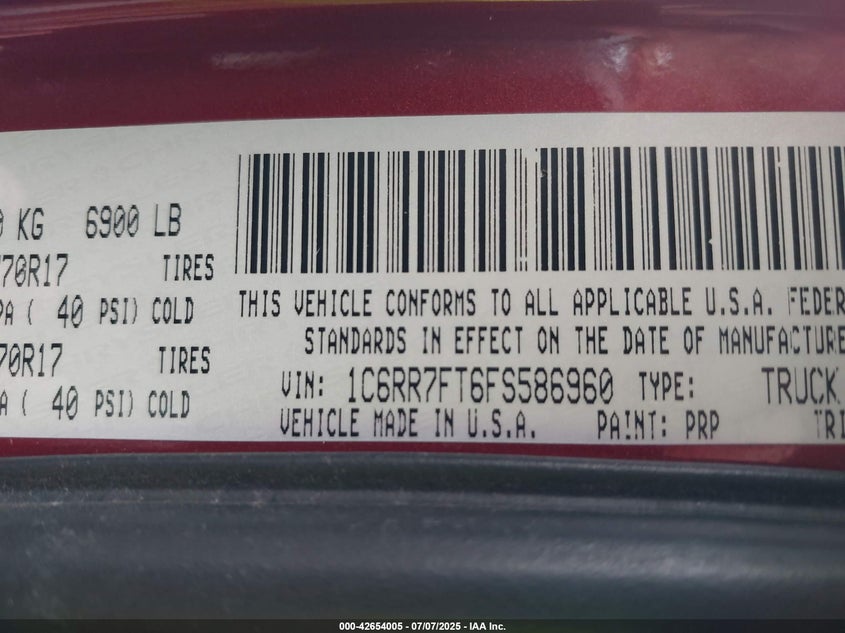 0 KG 6900 LB
70R17 TIRES
PA ( 40 PSI) COLD
70R17 TIRES
A ( 40 PSI) COLD
THIS VEHICLE CONFORMS TO ALL APPLICABLE U.S.A. FEDER
STANDARDS IN EFFECT ON THE DATE OF MANUFACTURE
VIN: 1C6RR7FT6FS586960 TYPE: TRUCK
VEHICLE MADE IN U.S.A. PAINT: PRP TRI
000-42654005 - 07/07/2025 - IAA Inc.